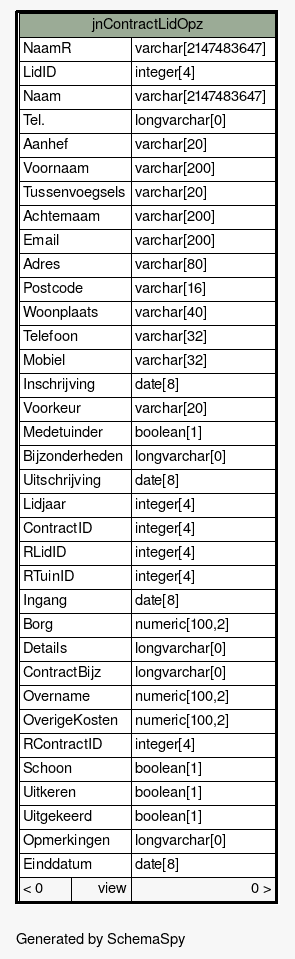 jnContractLidOpz
NaamR varchar[2147483647]
LidID integer[4]
Naam varchar[2147483647]
Tel. longvarchar[0]
Aanhef varchar[20]
Voornaam varchar[200]
Tussenvoegsels varchar[20]
Achternaam varchar[200]
Email varchar[200]
Adres varchar[80]
Postcode varchar[16]
Woonplaats varchar[40]
Telefoon varchar[32]
Mobiel varchar[32]
Inschrijving date[8]
Voorkeur varchar[20]
Medetuinder boolean[1]
Bijzonderheden longvarchar[0]
Uitschrijving date[8]
Lidjaar integer[4]
ContractID integer[4]
RLidID integer[4]
RTuinID integer[4]
Ingang date[8]
Borg numeric[100,2]
Details longvarchar[0]
ContractBijz longvarchar[0]
Overname numeric[100,2]
OverigeKosten numeric[100,2]
RContractID integer[4]
Schoon boolean[1]
Uitkeren boolean[1]
Uitgekeerd boolean[1]
Opmerkingen longvarchar[0]
Einddatum date[8]
< 0 view 0 >
Generated by SchemaSpy